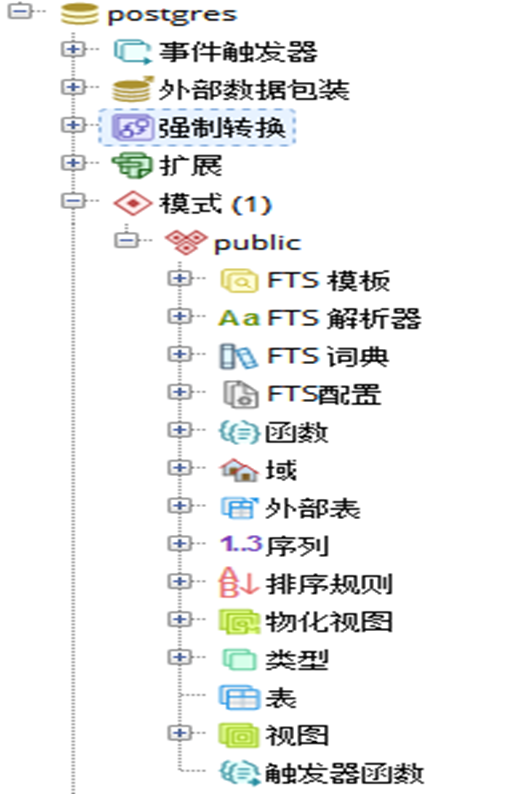 postgres
事件触发器
外部数据包装
强制转换
扩展
模式 (1)
public
FTS 模板
Aa FTS 解析器
FTS 词典
FTS配置
函数
域
外部表
1..3 序列
排序规则
物化视图
类型
表
视图
触发器函数